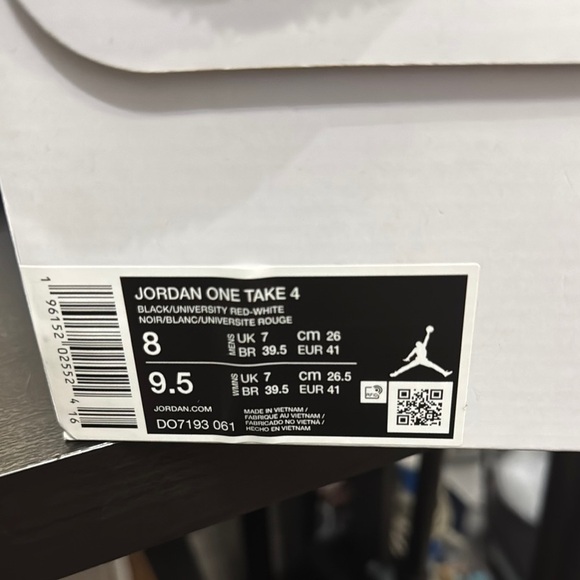 JORDAN ONE TAKE 4
BLACK/UNIVERSITY RED-WHITE
NOIR/BLANC/UNIVERSITE ROUGE
8 MENS UK 7 CM 26
BR 39.5 EUR 41
9.5 WMNS UK 7 CM 26.5
BR 39.5 EUR 41
JORDAN.COM
DO7193 061
MADE IN VIETNAM /
FABRIQUE AU VIETNAM /
FABRICADO NO VIETNÃ /
HECHO EN VIETNAM
1 96152 02552 4 16